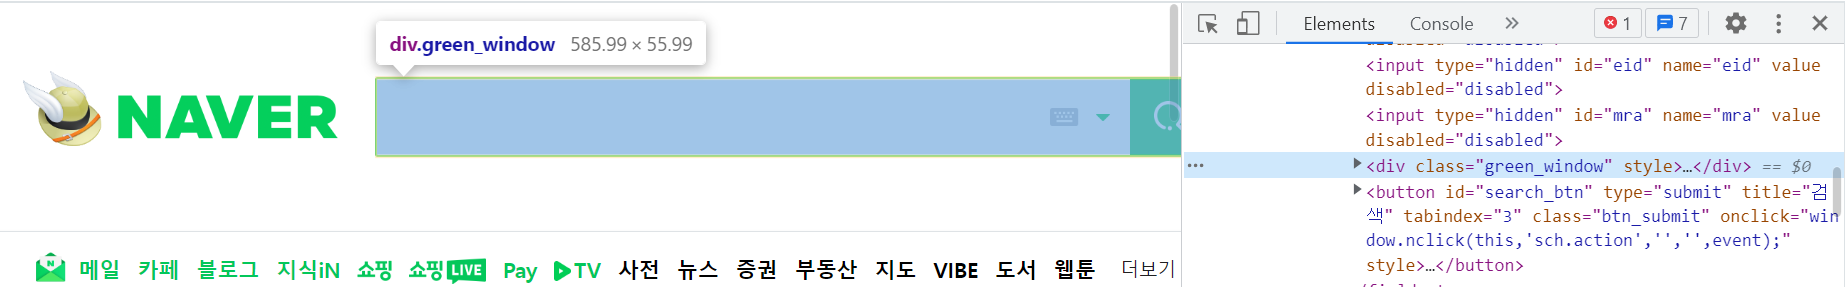 div.green_window 585.99 × 55.99
NAVER
N 메일 카페 블로그 지식iN 쇼핑 쇼핑LIVE Pay TV 사전 뉴스 증권 부동산 지도 VIBE 도서 웹툰 더보기
Elements Console » 1 7
disabled="disabled">
<input type="hidden" id="eid" name="eid" value
disabled="disabled">
<input type="hidden" id="mra" name="mra" value
disabled="disabled">
… <div class="green_window" style>…</div> == $0
<button id="search_btn" type="submit" title="검
색" tabindex="3" class="btn_submit" onclick="win
dow.nclick(this,'sch.action','','',event);"
style>…</button>